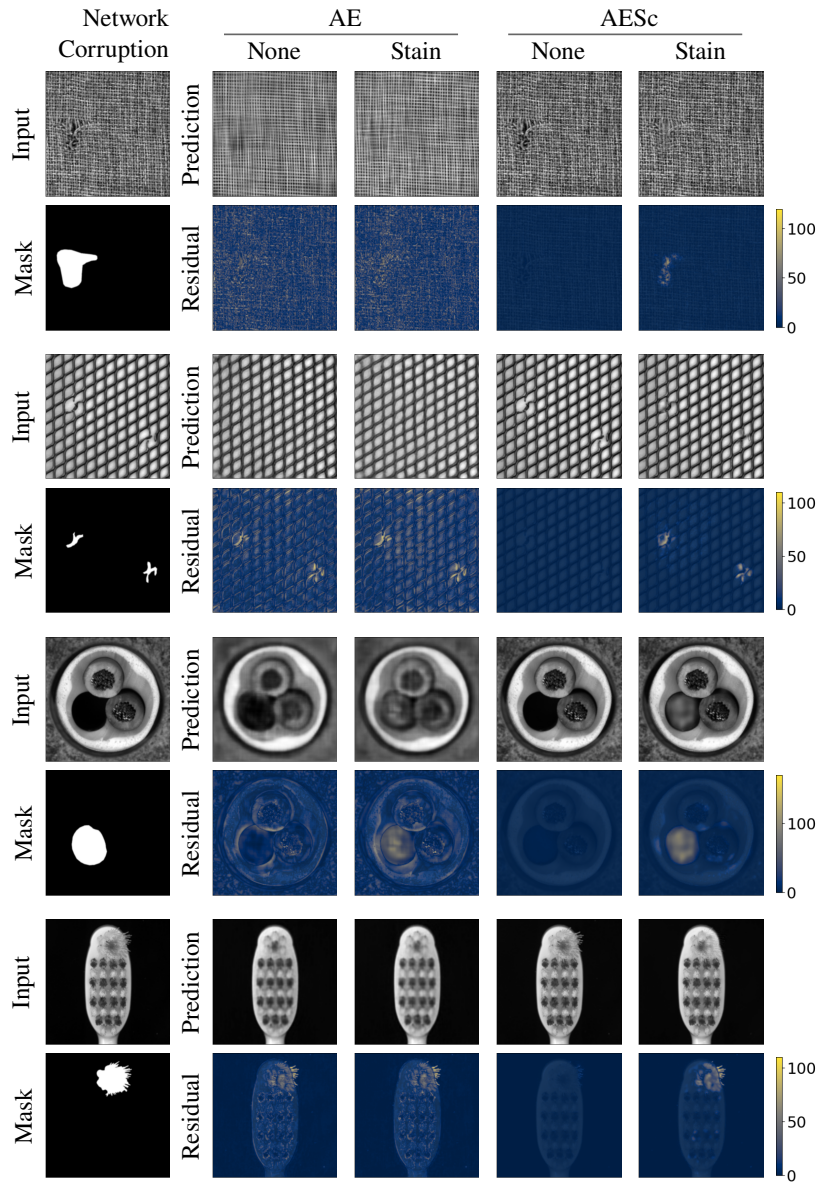 Network AE AESc
Corruption None Stain None Stain
Input Prediction
Mask Residual 100 50 0
Input Prediction
Mask Residual 100 50 0
Input Prediction
Mask Residual 100 0
Input Prediction
Mask Residual 100 50 0